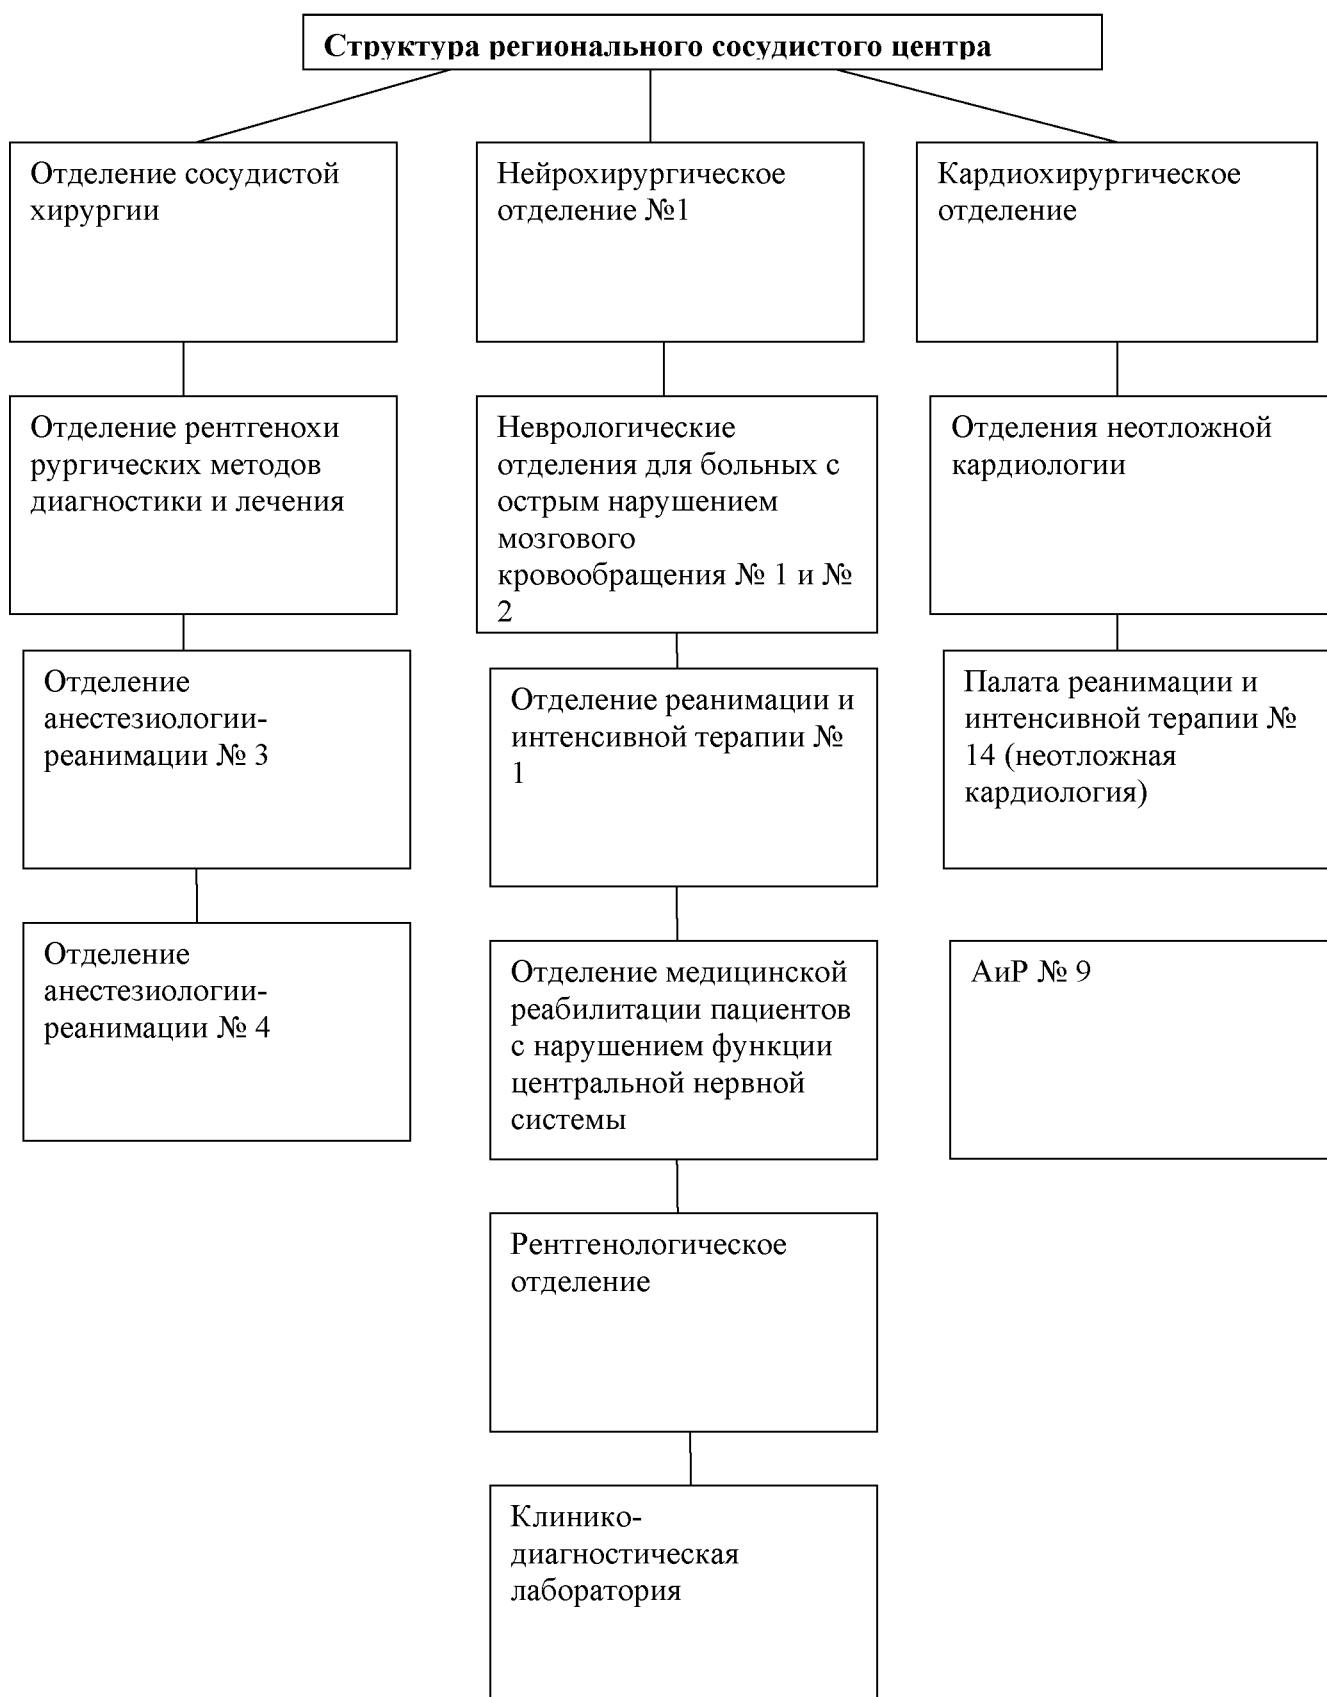 Структура регионального сосудистого центра
Отделение сосудистой
хирургии
Нейрохирургическое
отделение №1
Кардиохирургическое
отделение
Отделение рентгенохи
рургических методов
диагностики и лечения
Неврологические
отделения для больных с
острым нарушением
мозгового
кровообращения № 1 и №
2
Отделения неотложной
кардиологии
Отделение
анестезиологии-
реанимации № 3
Отделение реанимации и
интенсивной терапии №
1
Палата реанимации и
интенсивной терапии №
14 (неотложная
кардиология)
Отделение
анестезиологии-
реанимации № 4
Отделение медицинской
реабилитации пациентов
с нарушением функции
центральной нервной
системы
АиР № 9
Рентгенологическое
отделение
Клинико-
диагностическая
лаборатория